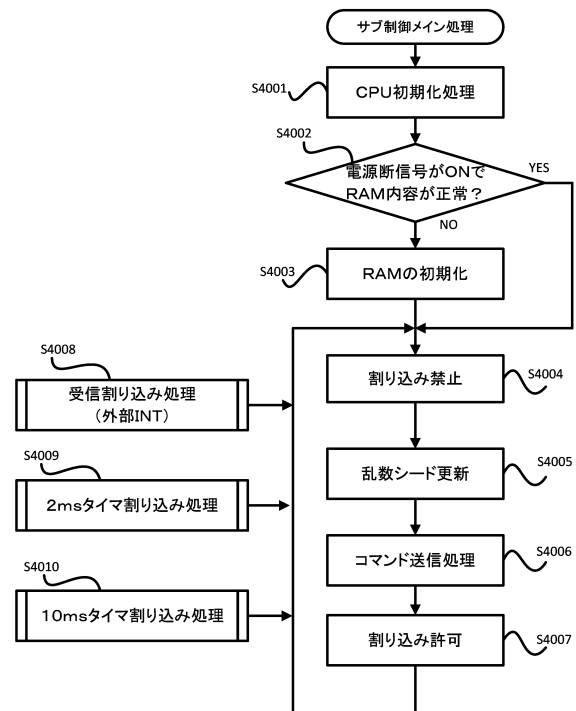 サブ制御メイン処理
S4001
CPU初期化処理
S4002
電源断信号がONで
RAM内容が正常？
YES
NO
S4003
RAMの初期化
S4008
受信割り込み処理
（外部INT）
割り込み禁止
S4004
S4009
2msタイマ割り込み処理
乱数シード更新
S4005
コマンド送信処理
S4006
S4010
10msタイマ割り込み処理
割り込み許可
S4007